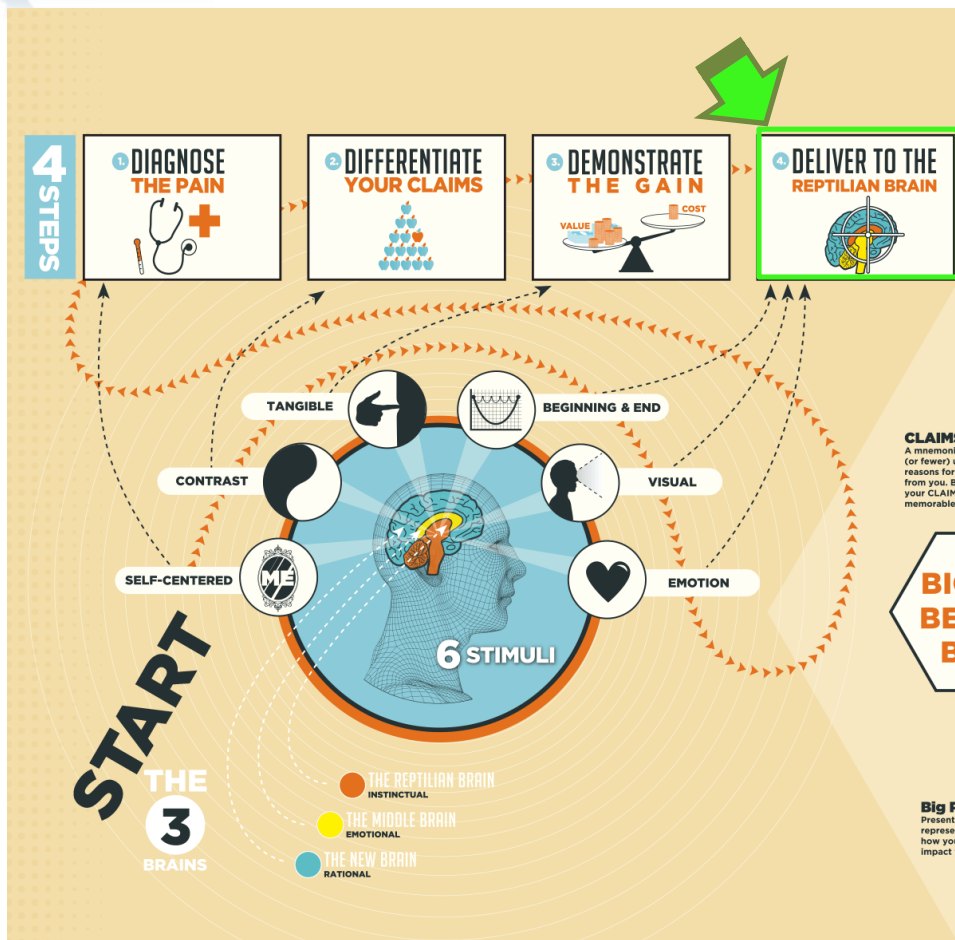 4 STEPS
1. DIAGNOSE
THE PAIN
2. DIFFERENTIATE
YOUR CLAIMS
3. DEMONSTRATE
THE GAIN
VALUE
COST
4. DELIVER TO THE
REPTILIAN BRAIN
TANGIBLE
BEGINNING & END
CONTRAST
VISUAL
SELF-CENTERED
ME
EMOTION
6 STIMULI
START
THE
3
BRAINS
THE REPTILIAN BRAIN
INSTINCTUAL
THE MIDDLE BRAIN
EMOTIONAL
THE NEW BRAIN
RATIONAL
CLAIMS
A mnemoni
(or fewer)
reasons for
from you. B
your CLAIM
memorable
BIG
BE
B
Big
Present
represe
how you
impact